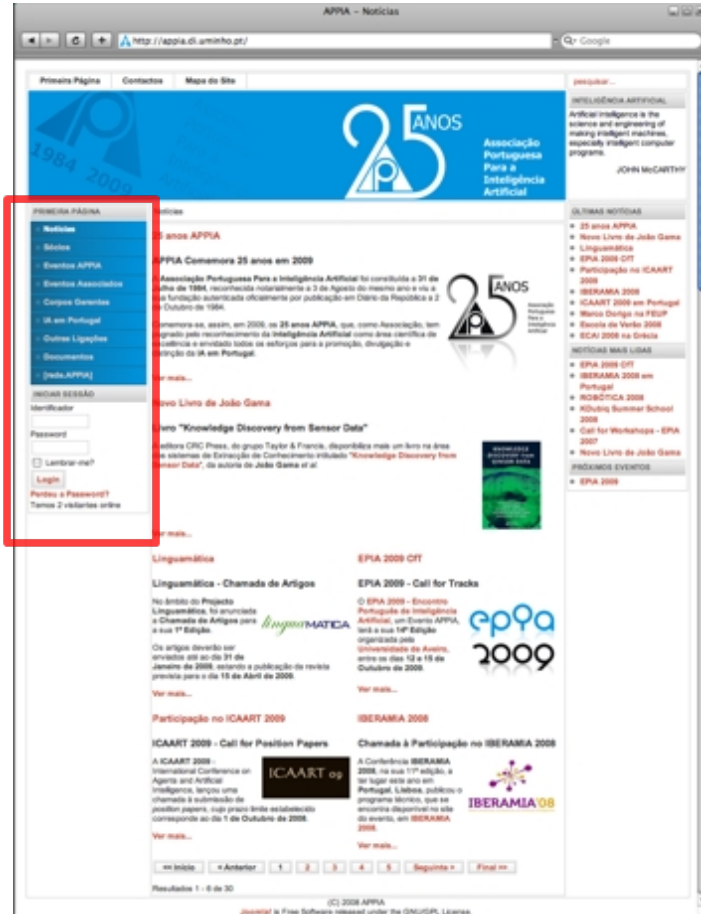 APPIA – Notícias
http://appia.di.uminho.pt/
Google
Primeira Página Contactos Mapa do Site
pesquisar...
1984 2009
25 ANOS
Associação
Portuguesa
Para a
Inteligência
Artificial
INTELIGÊNCIA ARTIFICIAL
Artificial intelligence is the
science and engineering of
making intelligent machines,
especially intelligent computer
programs.
JOHN McCARTHY
PRIMEIRA PÁGINA
Notícias
Sócios
Eventos APPIA
Eventos Associados
Corpos Gerentes
IA em Portugal
Outras Ligações
Documentos
[rede.APPIA]
INICIAR SESSÃO
Identificador
Password
Lembrar-me?
Login
Perdeu a Password?
Temos 2 visitantes online
Notícias
25 anos APPIA
APPIA Comemora 25 anos em 2009
A Associação Portuguesa Para a Inteligência Artificial foi constituída a 31 de
Julho de 1984, reconhecida notarialmente a 3 de Agosto do mesmo ano e viu a
sua fundação autenticada oficialmente por publicação em Diário da República a 2
de Outubro de 1984.
Comemora-se, assim, em 2009, os 25 anos APPIA, que, como Associação, tem
pugnado pelo reconhecimento da Inteligência Artificial como área científica de
excelência e envidado todos os esforços para a promoção, divulgação e
distinção da IA em Portugal.
Ver mais...
25 ANOS
Associação
Portuguesa
Para a
Inteligência
Artificial
Novo Livro de João Gama
Livro "Knowledge Discovery from Sensor Data"
A editora CRC Press, do grupo Taylor & Francis, disponibiliza mais um livro na área
dos sistemas de Extracção de Conhecimento intitulado "Knowledge Discovery from
Sensor Data", da autoria de João Gama et al.
KNOWLEDGE
DISCOVERY from
SENSOR DATA
Ver mais...
Linguamática
Linguamática - Chamada de Artigos
No âmbito do Projecto
Linguamática, foi anunciada
a Chamada de Artigos para
a sua 1ª Edição.
linguaMATICA
Os artigos deverão ser
enviados até ao dia 31 de
Janeiro de 2009, estando a publicação da revista
prevista para o dia 15 de Abril de 2009.
Ver mais...
EPIA 2009 CfT
EPIA 2009 - Call for Tracks
O EPIA 2009 - Encontro
Português de Inteligência
Artificial, um Evento APPIA,
terá a sua 14ª Edição
organizada pela
Universidade de Aveiro,
entre os dias 12 e 15 de
Outubro de 2009.
epia
2009
Ver mais...
Participação no ICAART 2009
ICAART 2009 - Call for Position Papers
A ICAART 2009 -
International Conference on
Agents and Artificial
Intelligence, lançou uma
chamada à submissão de
position papers, cujo prazo limite estabelecido
corresponde ao dia 1 de Outubro de 2008.
ICAART 09
Ver mais...
IBERAMIA 2008
Chamada à Participação no IBERAMIA 2008
A Conferência IBERAMIA
2008, na sua 11ª edição, a
ter lugar este ano em
Portugal, Lisboa, publicou o
programa técnico, que se
encontra disponível no site
do evento, em IBERAMIA
2008.
IBERAMIA'08
Ver mais...
<< Início < Anterior 1 2 3 4 5 Seguinte > Final >>
Resultados 1 - 6 de 30
ÚLTIMAS NOTÍCIAS
25 anos APPIA
Novo Livro de João Gama
Linguamática
EPIA 2009 CfT
Participação no ICAART
2009
IBERAMIA 2008
ICAART 2009 em Portugal
Marco Dorigo na FEUP
Escola de Verão 2008
ECAI 2008 na Grécia
NOTÍCIAS MAIS LIDAS
EPIA 2009 CfT
IBERAMIA 2008 em
Portugal
ROBÓTICA 2008
KDubiq Summer School
2008
Call for Workshops - EPIA
2007
Novo Livro de João Gama
PRÓXIMOS EVENTOS
EPIA 2009
(C) 2008 APPIA
Joomla! is Free Software released under the GNU/GPL License.